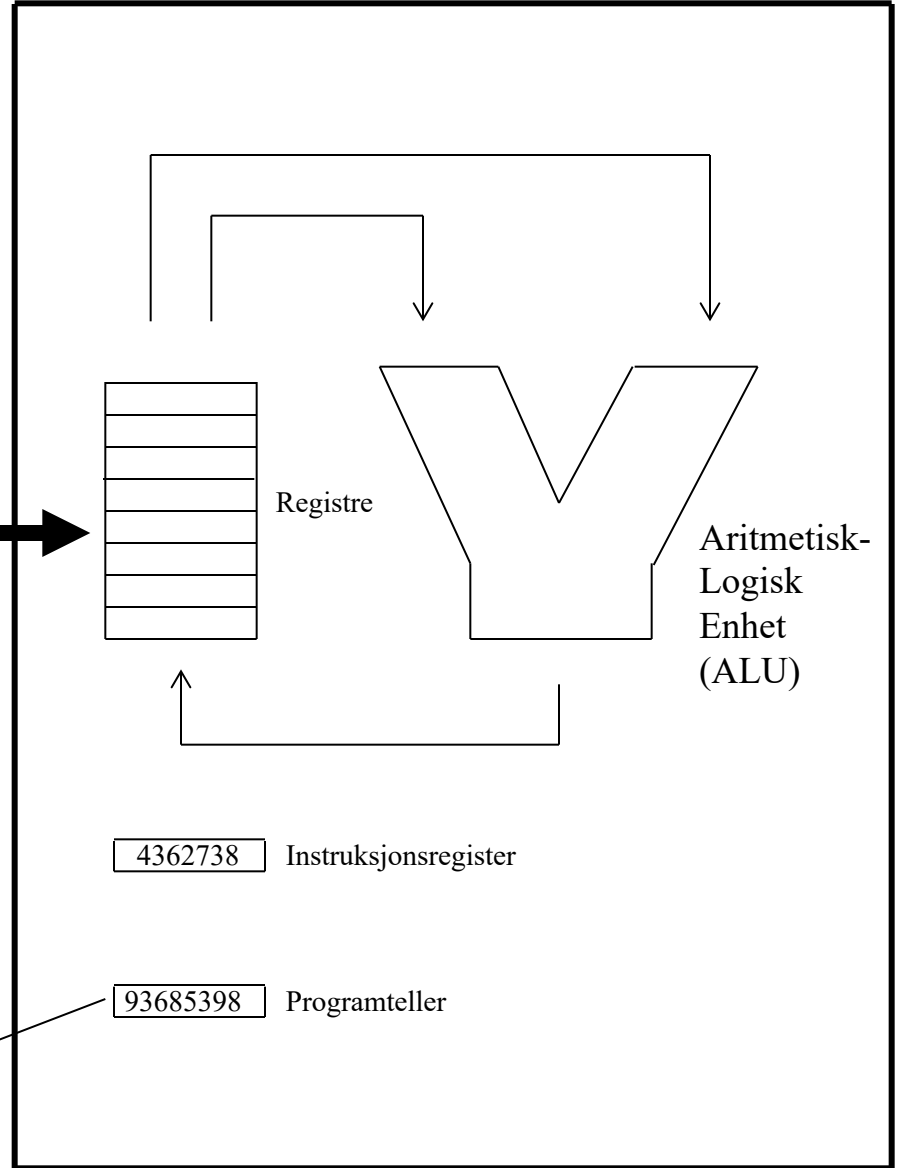 Registre
Aritmetisk-
Logisk
Enhet
(ALU)
4362738 Instruksjonsregister
93685398 Programteller